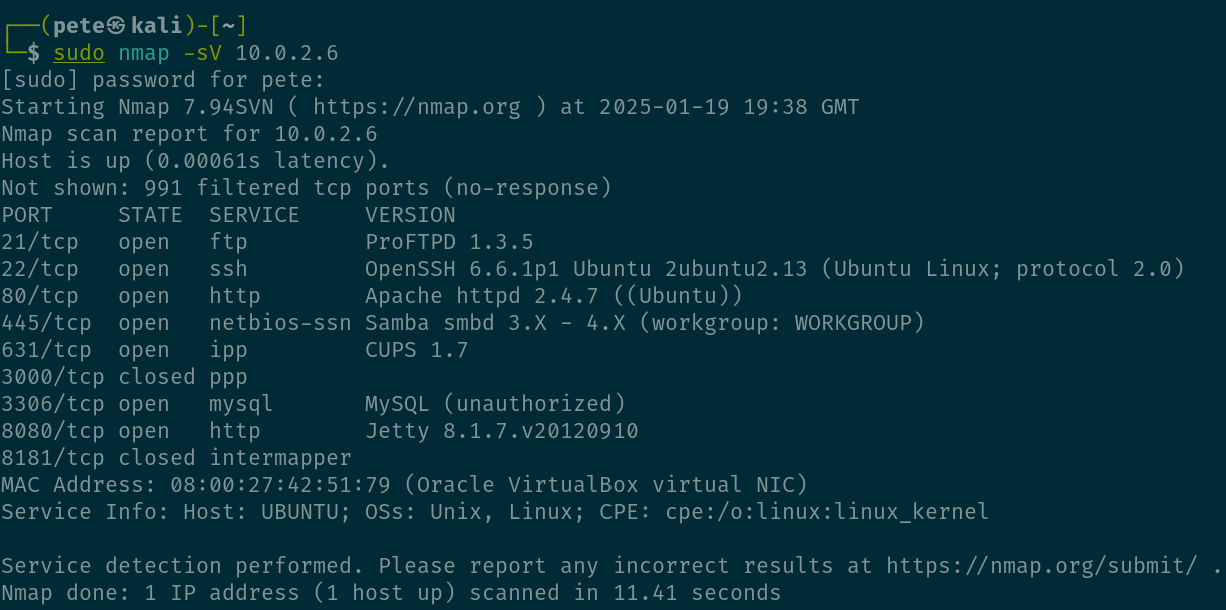 ┌──(pete㉿kali)-[~]
└─$ sudo nmap -sV 10.0.2.6
[sudo] password for pete:
Starting Nmap 7.94SVN ( https://nmap.org ) at 2025-01-19 19:38 GMT
Nmap scan report for 10.0.2.6
Host is up (0.00061s latency).
Not shown: 991 filtered tcp ports (no-response)
PORT     STATE  SERVICE     VERSION
21/tcp   open   ftp         ProFTPD 1.3.5
22/tcp   open   ssh         OpenSSH 6.6.1p1 Ubuntu 2ubuntu2.13 (Ubuntu Linux; protocol 2.0)
80/tcp   open   http        Apache httpd 2.4.7 ((Ubuntu))
445/tcp  open   netbios-ssn Samba smbd 3.X - 4.X (workgroup: WORKGROUP)
631/tcp  open   ipp         CUPS 1.7
3000/tcp closed ppp
3306/tcp open   mysql       MySQL (unauthorized)
8080/tcp open   http        Jetty 8.1.7.v20120910
8181/tcp closed intermapper
MAC Address: 08:00:27:42:51:79 (Oracle VirtualBox virtual NIC)
Service Info: Host: UBUNTU; OSs: Unix, Linux; CPE: cpe:/o:linux:linux_kernel

Service detection performed. Please report any incorrect results at https://nmap.org/submit/ .
Nmap done: 1 IP address (1 host up) scanned in 11.41 seconds